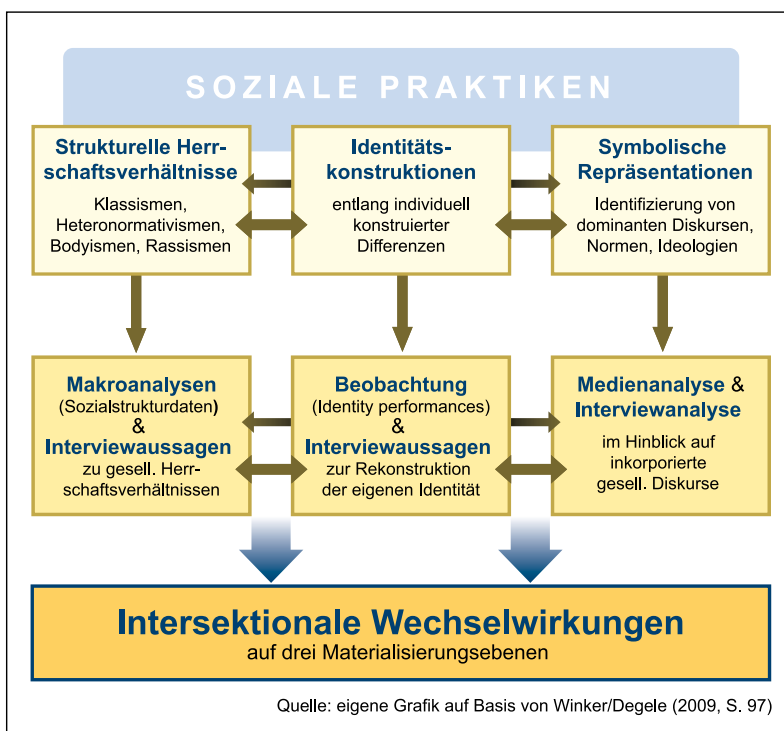 SOZIALE PRAKTIKEN
Strukturelle Herr-
schaftsverhältnisse
Klassismen,
Heteronormativismen,
Bodyismen, Rassismen
Identitäts-
konstruktionen
entlang individuell
konstruierter
Differenzen
Symbolische
Repräsentationen
Identifizierung von
dominanten Diskursen,
Normen, Ideologien
Makroanalysen
(Sozialstrukturdaten)
&
Interviewaussagen
zu gesell. Herr-
schaftsverhältnissen
Beobachtung
(Identity performances)
&
Interviewaussagen
zur Rekonstruktion
der eigenen Identität
Medienanalyse &
Interviewanalyse
im Hinblick auf
inkorporierte
gesell. Diskurse
Intersektionale Wechselwirkungen
auf drei Materialisierungsebenen
Quelle: eigene Grafik auf Basis von Winker/Degele (2009, S. 97)